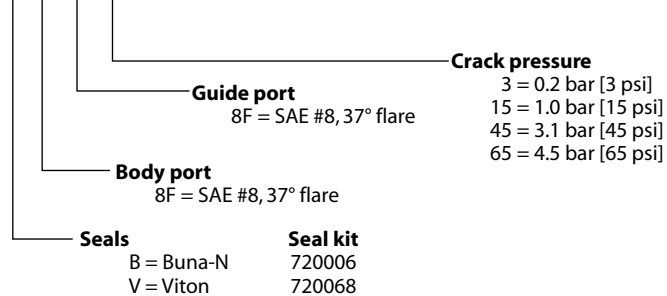 Crack pressure
3 = 0.2 bar [3 psi]
15 = 1.0 bar [15 psi]
45 = 3.1 bar [45 psi]
65 = 4.5 bar [65 psi]
Guide port
8F = SAE #8, 37° flare
Body port
8F = SAE #8, 37° flare
Seals Seal kit
B = Buna-N 720006
V = Viton 720068